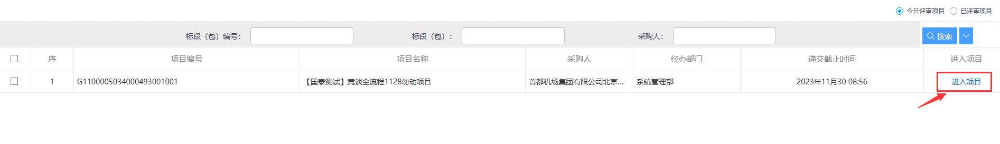 今日评审项目 已评审项目
标段（包）编号： 标段（包）： 采购人： 搜索
序 项目编号 项目名称 采购人 经办部门 递交截止时间 进入项目
1 G1100005034000493001001 【国泰测试】竞谈全流程1128勿动项目 首都机场集团有限公司北京... 系统管理部 2023年11月30 08:56 进入项目